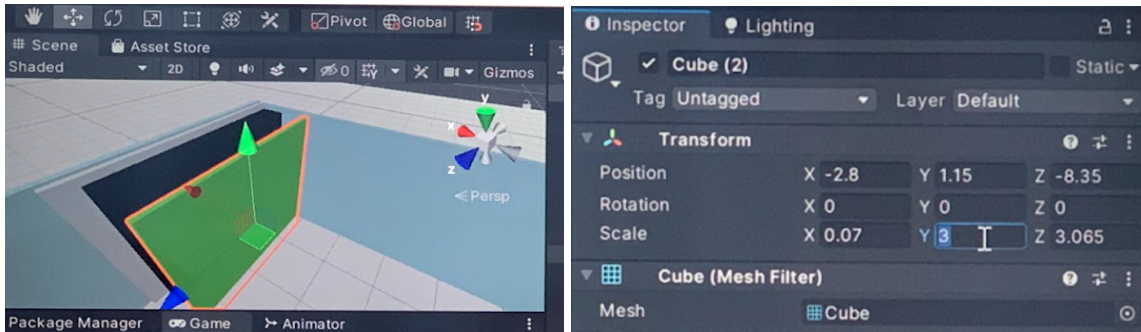 Pivot Global
Scene Asset Store
Shaded 2D 0 Gizmos
y
x
z
Persp
Package Manager Game Animator
Inspector Lighting
Cube (2) Static
Tag Untagged Layer Default
Transform
Position X -2.8 Y 1.15 Z -8.35
Rotation X 0 Y 0 Z 0
Scale X 0.07 Y 3 Z 3.065
Cube (Mesh Filter)
Mesh Cube